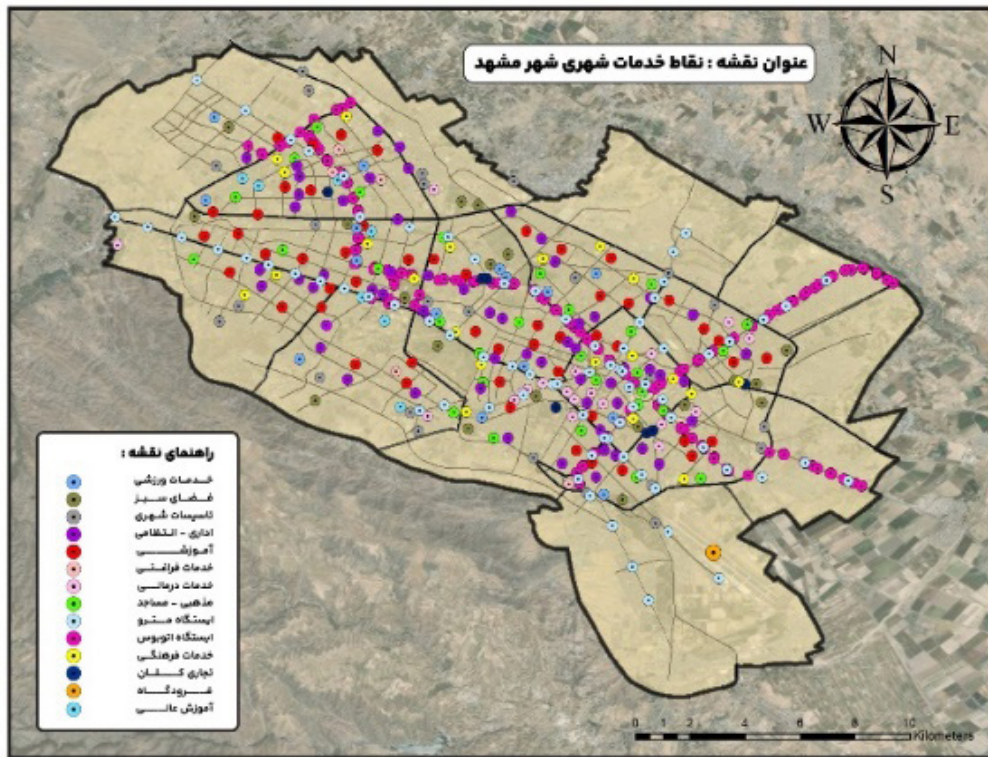 عنوان نقشه : نقاط خدمات شهری شهر مشهد
N
W E
S
راهنمای نقشه :
خدمات ورزشی
فضای سبز
تاسیسات شهری
اداری - انتظامی
آموزشی
خدمات فراغتی
خدمات درمانی
مذهبی - مساجد
ایستگاه مترو
ایستگاه اتوبوس
خدمات فرهنگی
تجاری کلان
فرودگاه
آموزش عالی
0 1 2 4 6 8 10
Kilometers